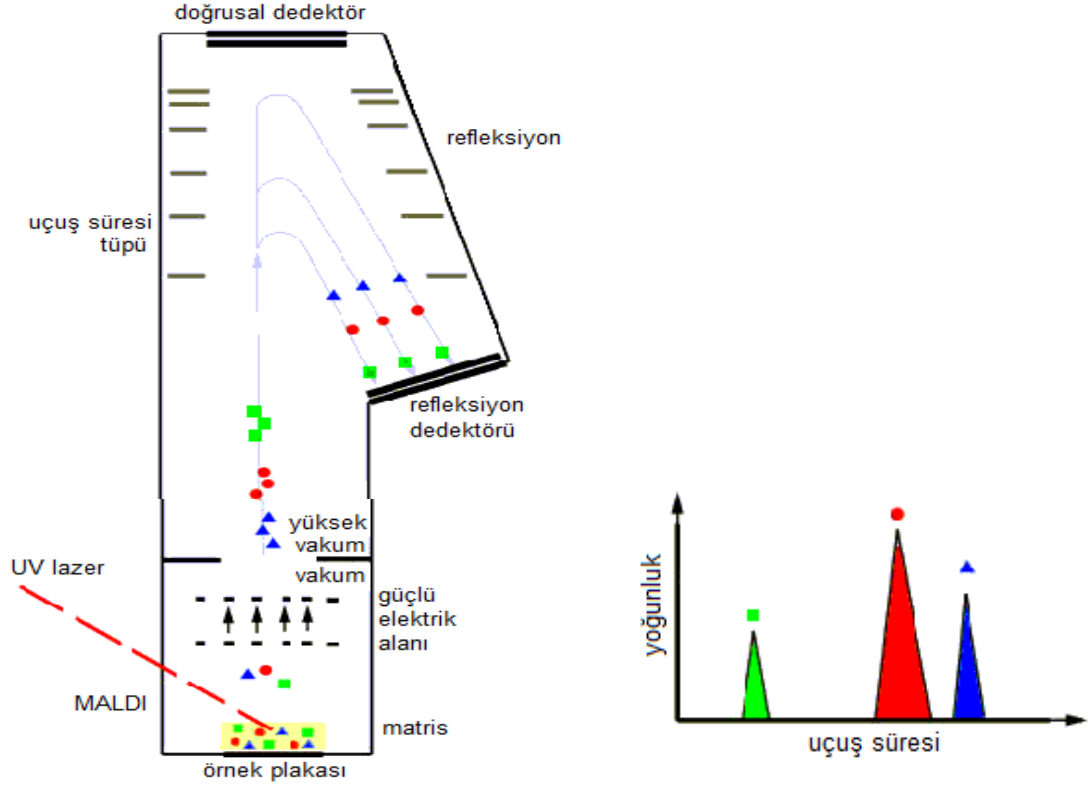 doğrusal dedektör
refleksiyon
uçuş süresi
tüpü
refleksiyon
dedektörü
yüksek
vakum
vakum
UV lazer
güçlü
elektrik
alanı
MALDI
matris
örnek plakası
yoğunluk
uçuş süresi